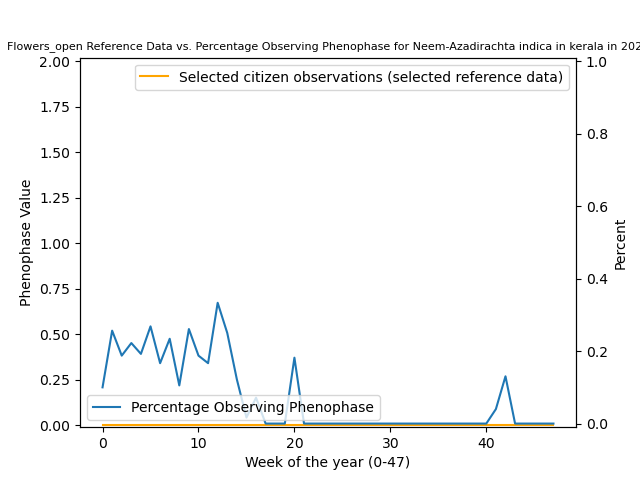 Flowers_open Reference Data vs. Percentage Observing Phenophase for Neem-Azadirachta indica in kerala in 202
Selected citizen observations (selected reference data)
Percentage Observing Phenophase
Phenophase Value
2.00
1.75
1.50
1.25
1.00
0.75
0.50
0.25
0.00
1.0
0.8
0.6
0.4
0.2
0.0
Percent
0 10 20 30 40
Week of the year (0-47)